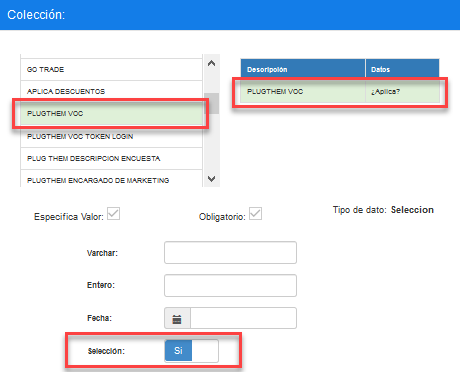 Colección:
GO TRADE
APLICA DESCUENTOS
PLUGTHEM VOC
PLUGTHEM VOC TOKEN LOGIN
PLUG THEM DESCRIPCION ENCUESTA
PLUGTHEM ENCARGADO DE MARKETING
Descripción Datos
PLUGTHEM VOC ¿Aplica?
Especifica Valor:
Obligatorio:
Tipo de dato: Seleccion
Varchar:
Entero:
Fecha:
Selección: Si